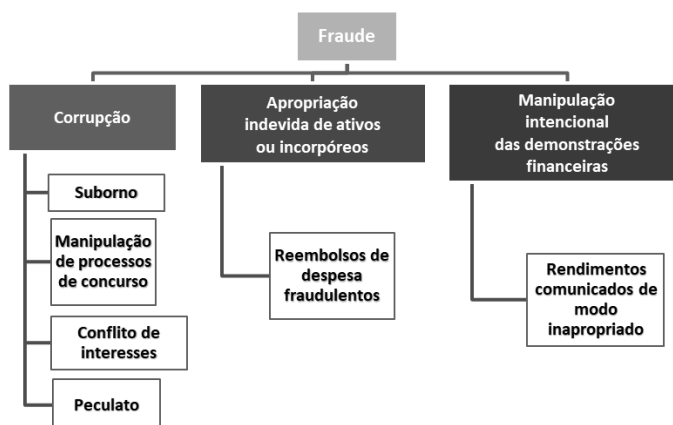 Fraude
Corrupção
Apropriação
indevida de ativos
ou incorpóreos
Manipulação
intencional
das demonstrações
financeiras
Suborno
Manipulação
de processos
de concurso
Conflito de
interesses
Peculato
Reembolsos de
despesa
fraudulentos
Rendimentos
comunicados de
modo
inapropriado